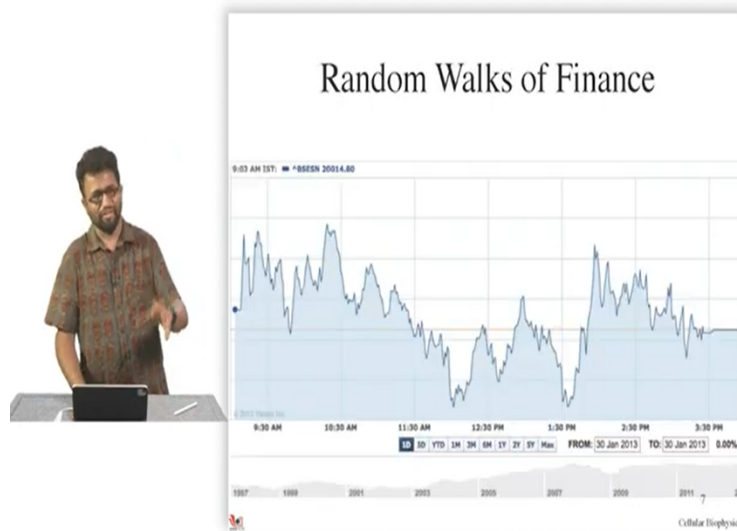 Random Walks of Finance
9:03 AM IST: ^BSESN 20014.80
© 2013 Yahoo! Inc.
9:30 AM 10:30 AM 11:30 AM 12:30 PM 1:30 PM 2:30 PM 3:30 PM
1D 5D YTD 1M 3M 6M 1Y 2Y 5Y Max FROM: 30 Jan 2013 TO: 30 Jan 2013 0.00%
1997 1999 2001 2003 2005 2007 2009 2011
7
Cellular Biophysic